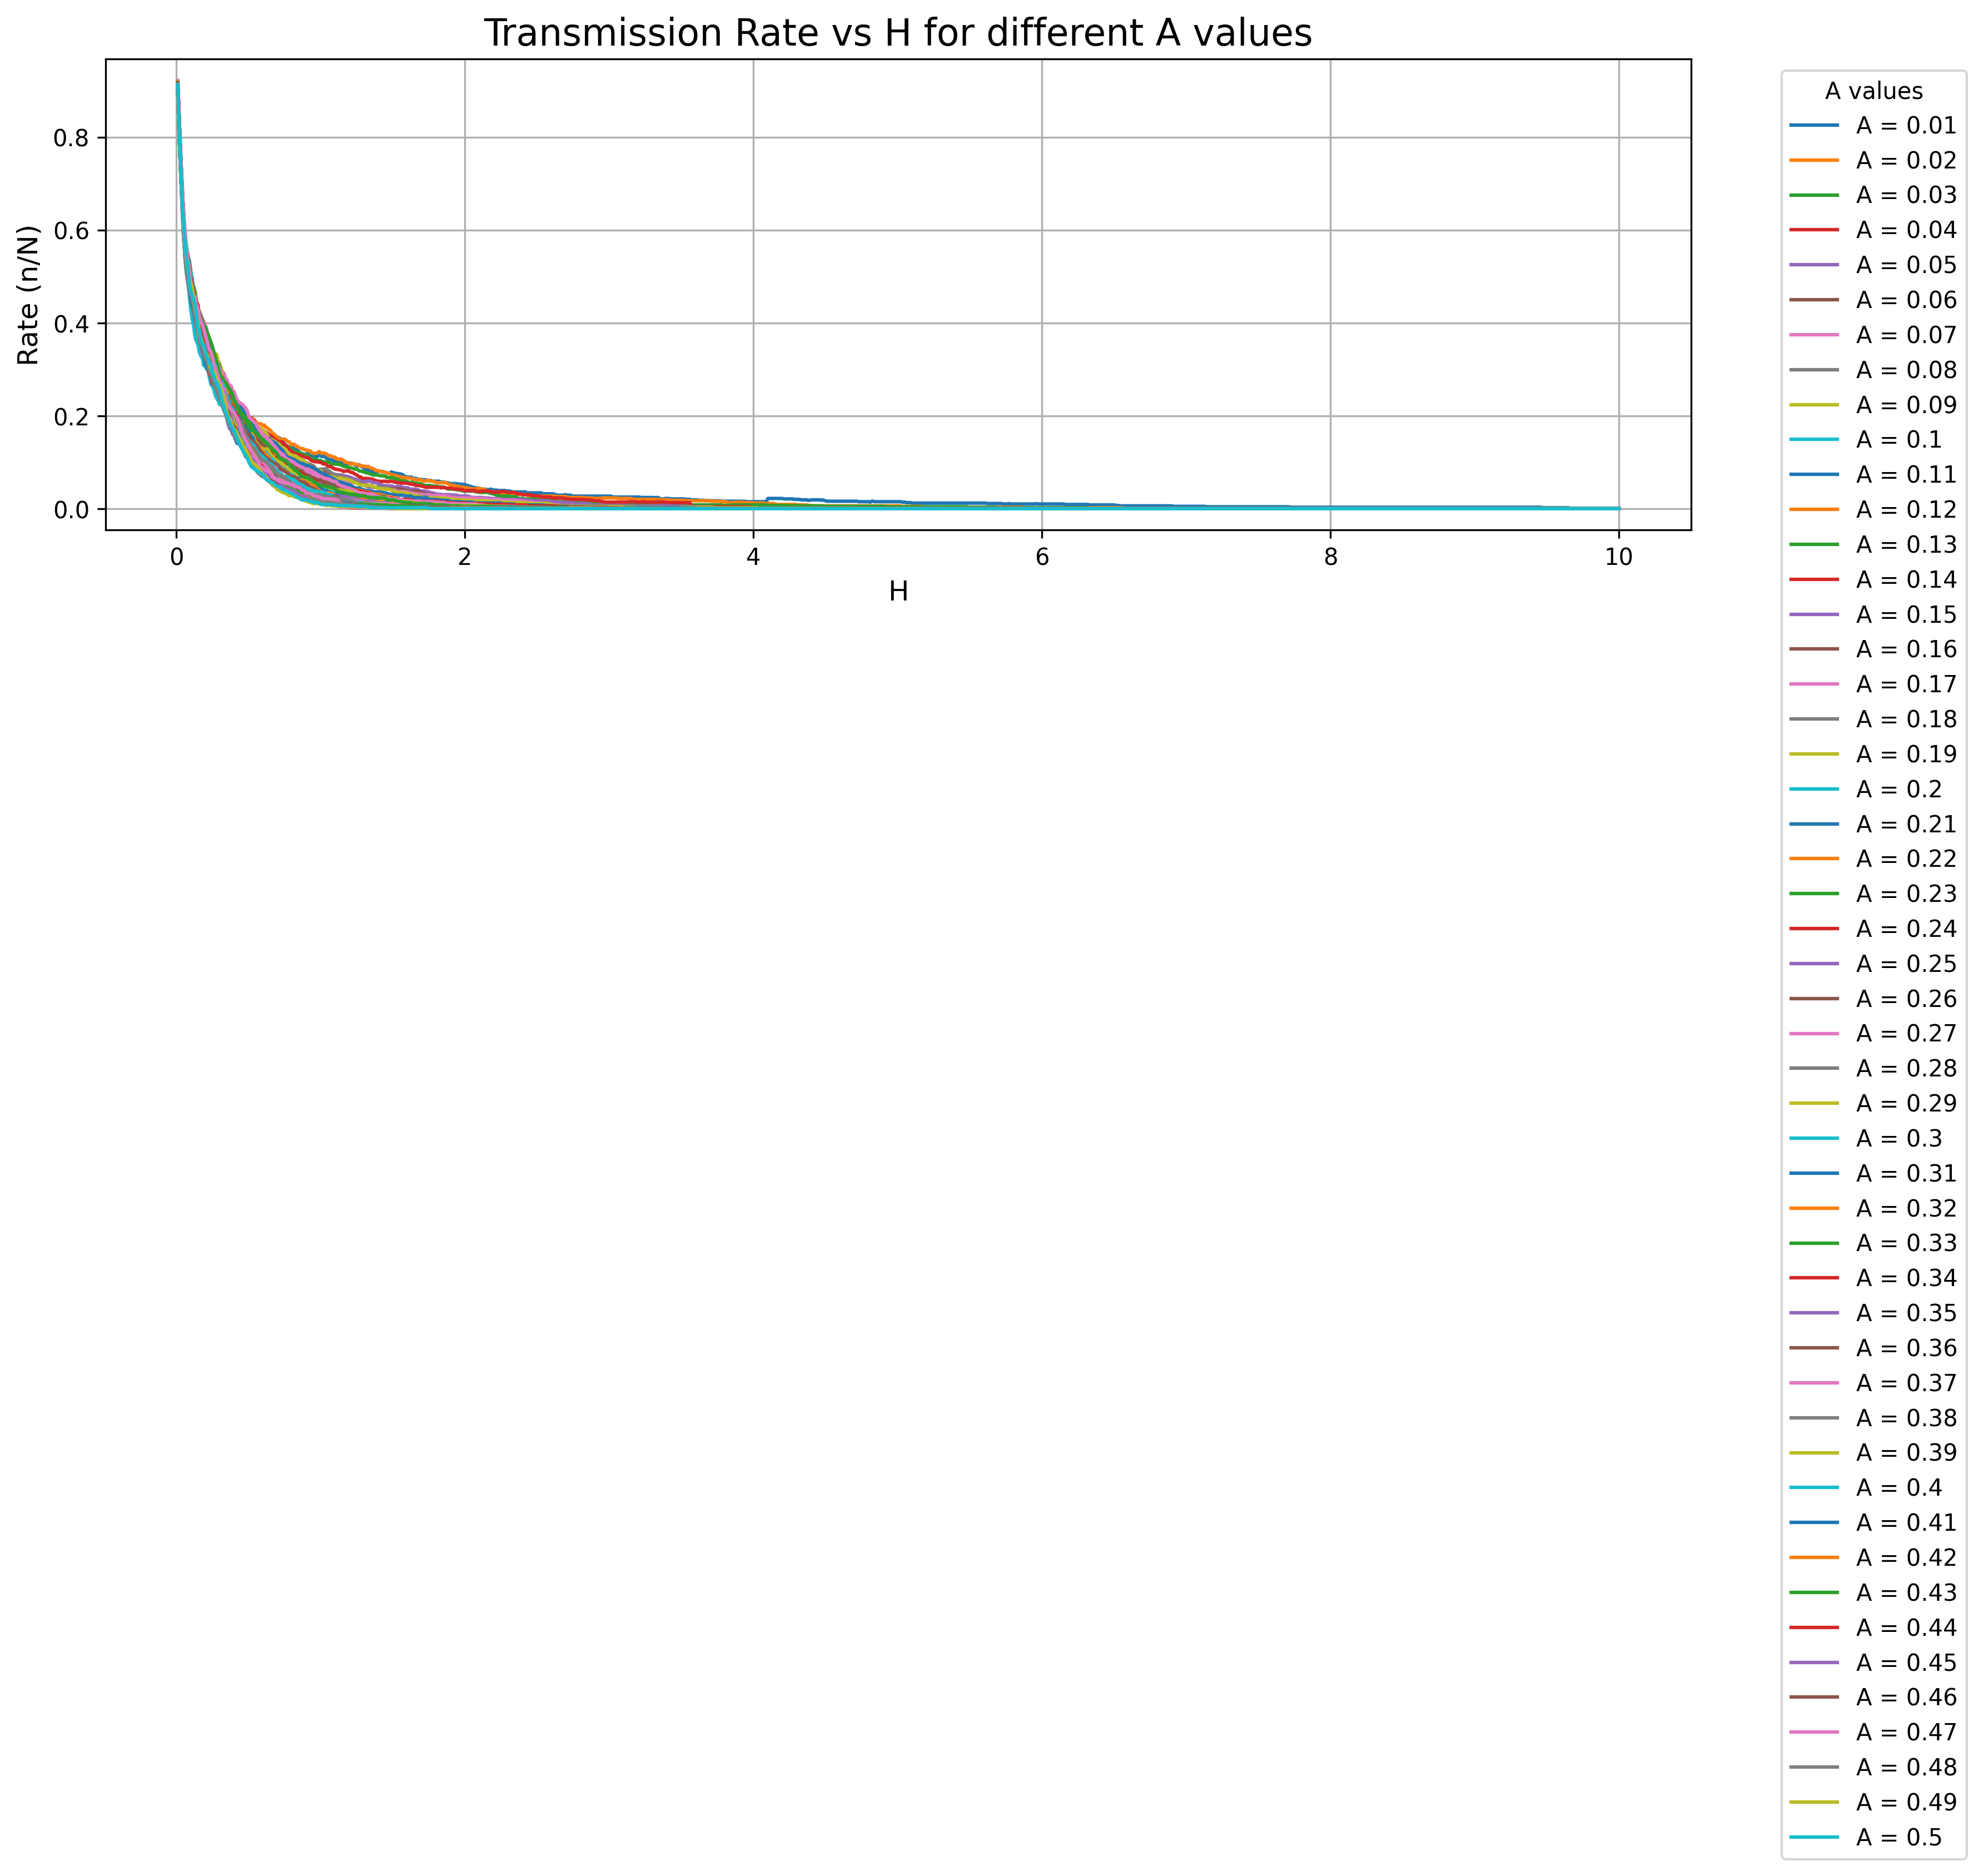 Transmission Rate vs H for different A values
Rate (n/N)
0.8
0.6
0.4
0.2
0.0
0 2 4 6 8 10
H
A values
A = 0.01
A = 0.02
A = 0.03
A = 0.04
A = 0.05
A = 0.06
A = 0.07
A = 0.08
A = 0.09
A = 0.1
A = 0.11
A = 0.12
A = 0.13
A = 0.14
A = 0.15
A = 0.16
A = 0.17
A = 0.18
A = 0.19
A = 0.2
A = 0.21
A = 0.22
A = 0.23
A = 0.24
A = 0.25
A = 0.26
A = 0.27
A = 0.28
A = 0.29
A = 0.3
A = 0.31
A = 0.32
A = 0.33
A = 0.34
A = 0.35
A = 0.36
A = 0.37
A = 0.38
A = 0.39
A = 0.4
A = 0.41
A = 0.42
A = 0.43
A = 0.44
A = 0.45
A = 0.46
A = 0.47
A = 0.48
A = 0.49
A = 0.5